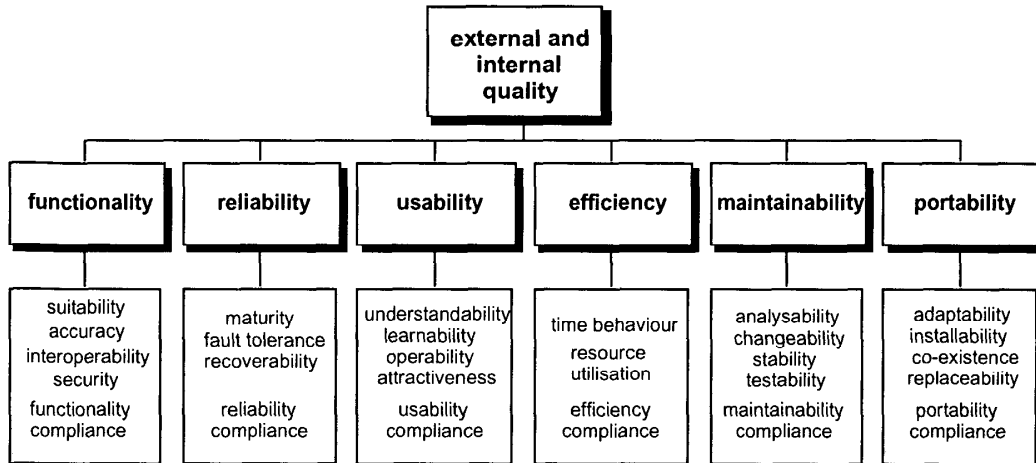 external and
internal
quality
functionality
reliability
usability
efficiency
maintainability
portability
suitability
accuracy
interoperability
security
functionality
compliance
maturity
fault tolerance
recoverability
reliability
compliance
understandability
learnability
operability
attractiveness
usability
compliance
time behaviour
resource
utilisation
efficiency
compliance
analysability
changeability
stability
testability
maintainability
compliance
adaptability
installability
co-existence
replaceability
portability
compliance